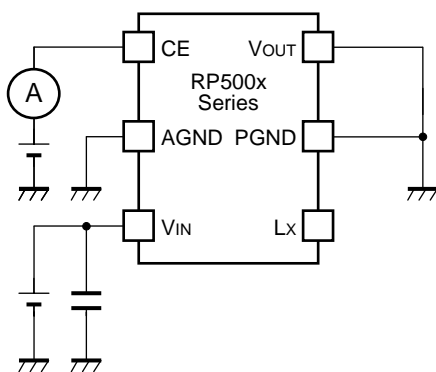 CE VOUT
RP500x
Series
A
AGND PGND
VIN LX